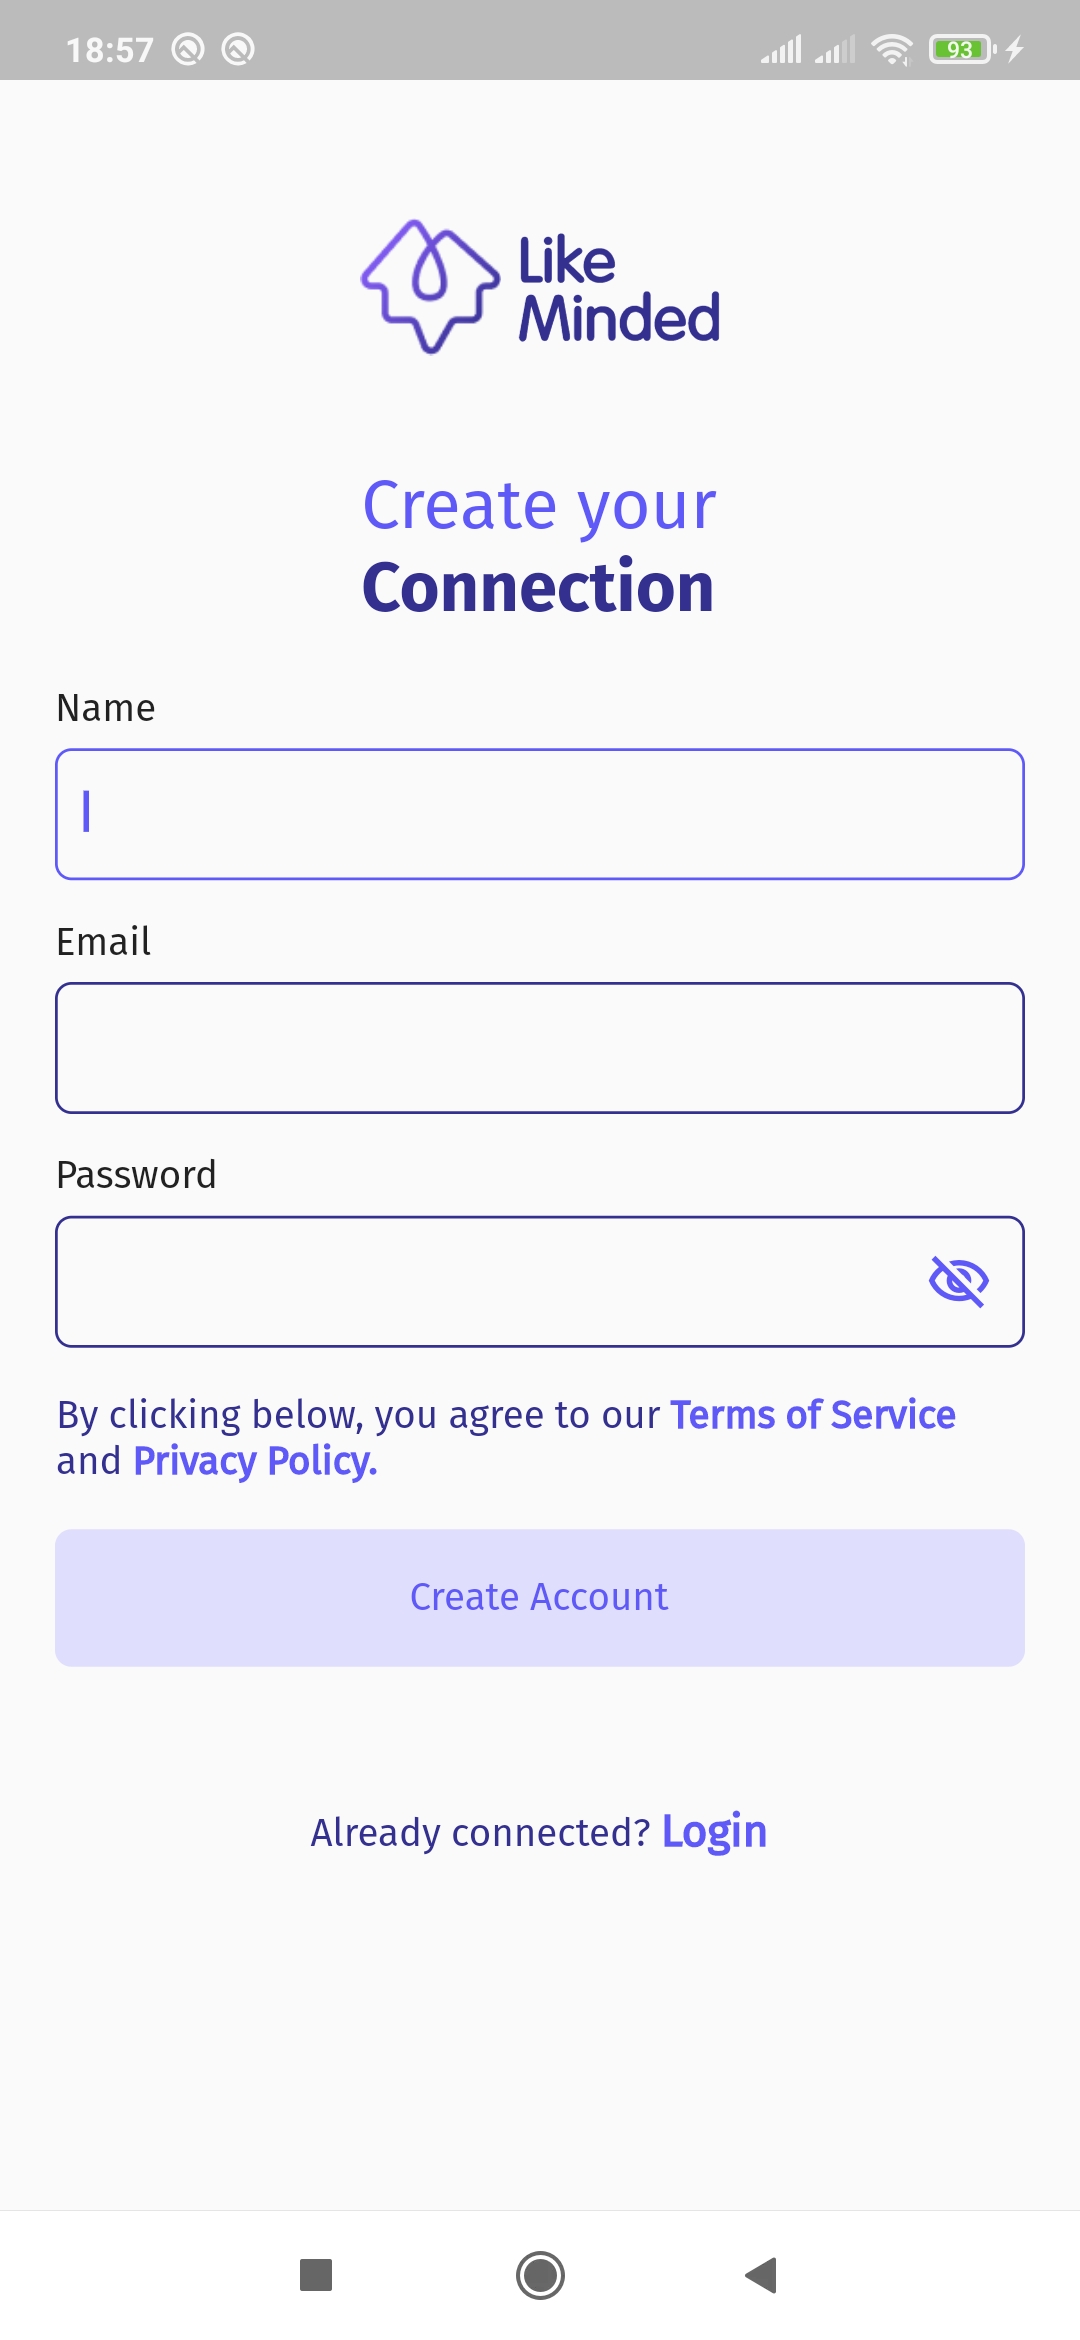 18:57
93
Like
Minded
Create your
Connection
Name
Email
Password
By clicking below, you agree to our Terms of Service
and Privacy Policy.
Create Account
Already connected? Login